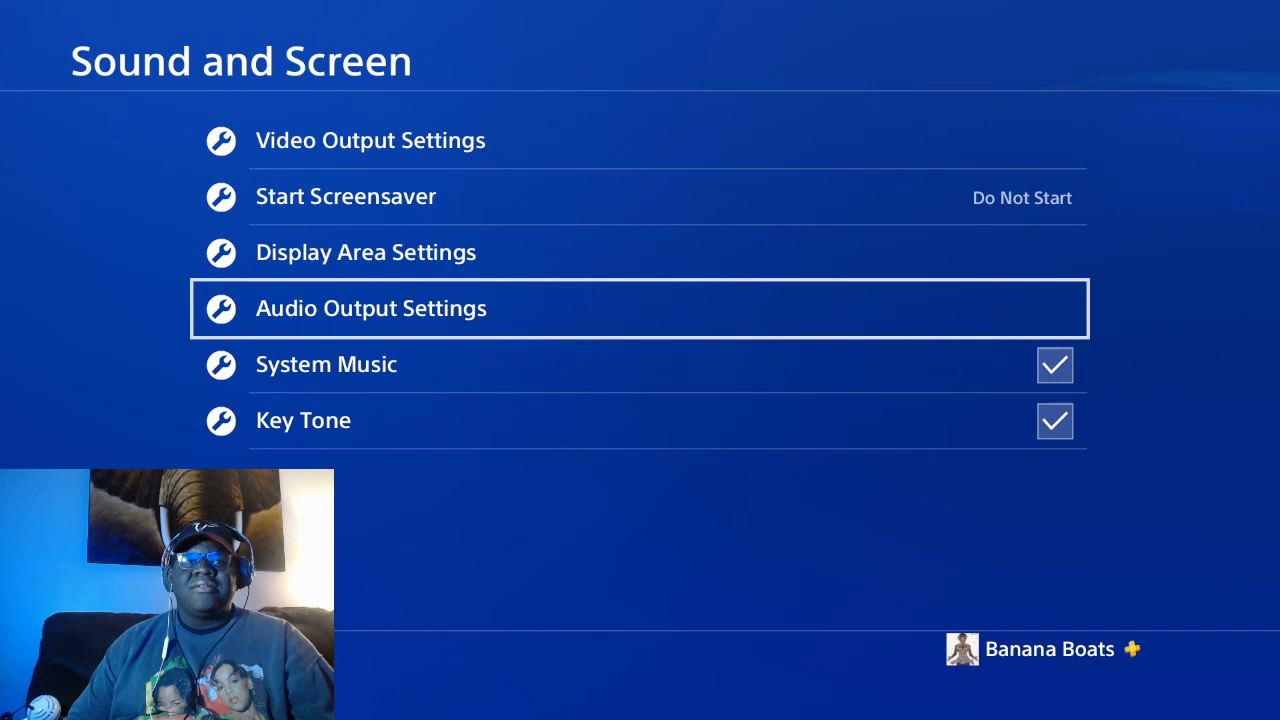 Sound and Screen
Video Output Settings
Start Screensaver Do Not Start
Display Area Settings
Audio Output Settings
System Music
Key Tone
Banana Boats